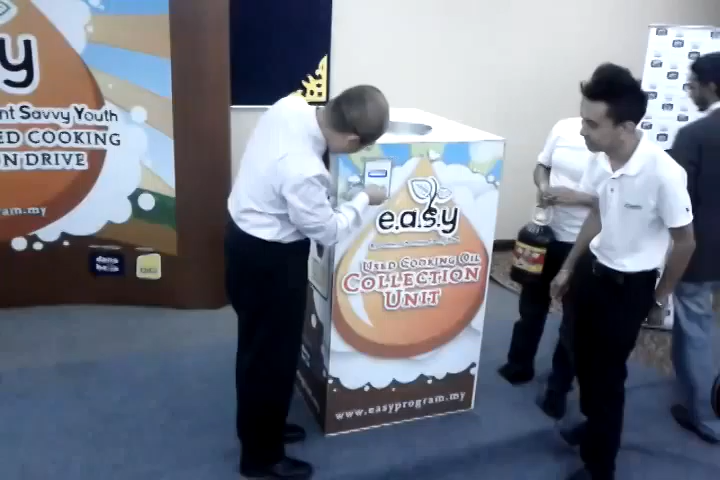 y
nt Savvy Youth
ED COOKING
N DRIVE
ram.my
e.a.s.y
Used Cooking Oil
Collection
Unit
www.easyprogram.my